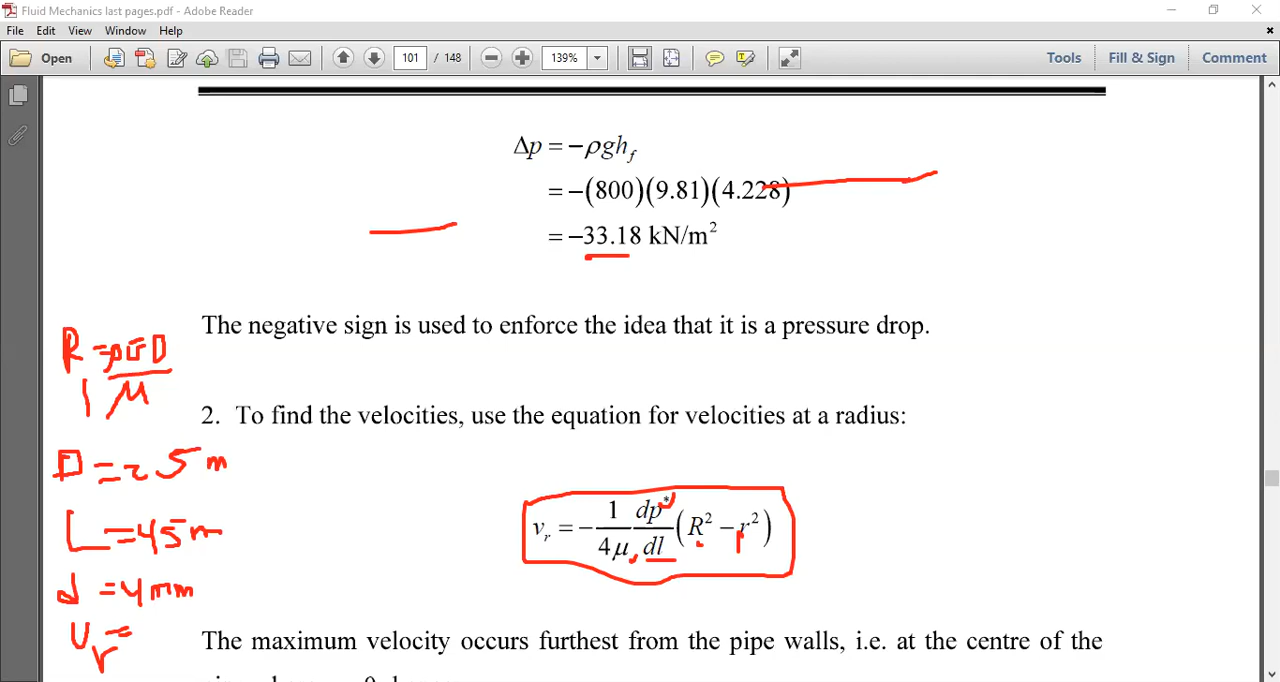 Fluid Mechanics last pages.pdf - Adobe Reader
File Edit View Window Help
Open 101 / 148 139% Tools Fill & Sign Comment
Δp = −ρgh_f
= −(800)(9.81)(4.228)
= −33.18 kN/m²
The negative sign is used to enforce the idea that it is a pressure drop.
R = ρv̄D
μ
2. To find the velocities, use the equation for velocities at a radius:
D = 25 m
v_r = −1/4μ dp*/dl (R² − r²)
L = 45 m
d = 4 mm
υ_r =
The maximum velocity occurs furthest from the pipe walls, i.e. at the centre of the